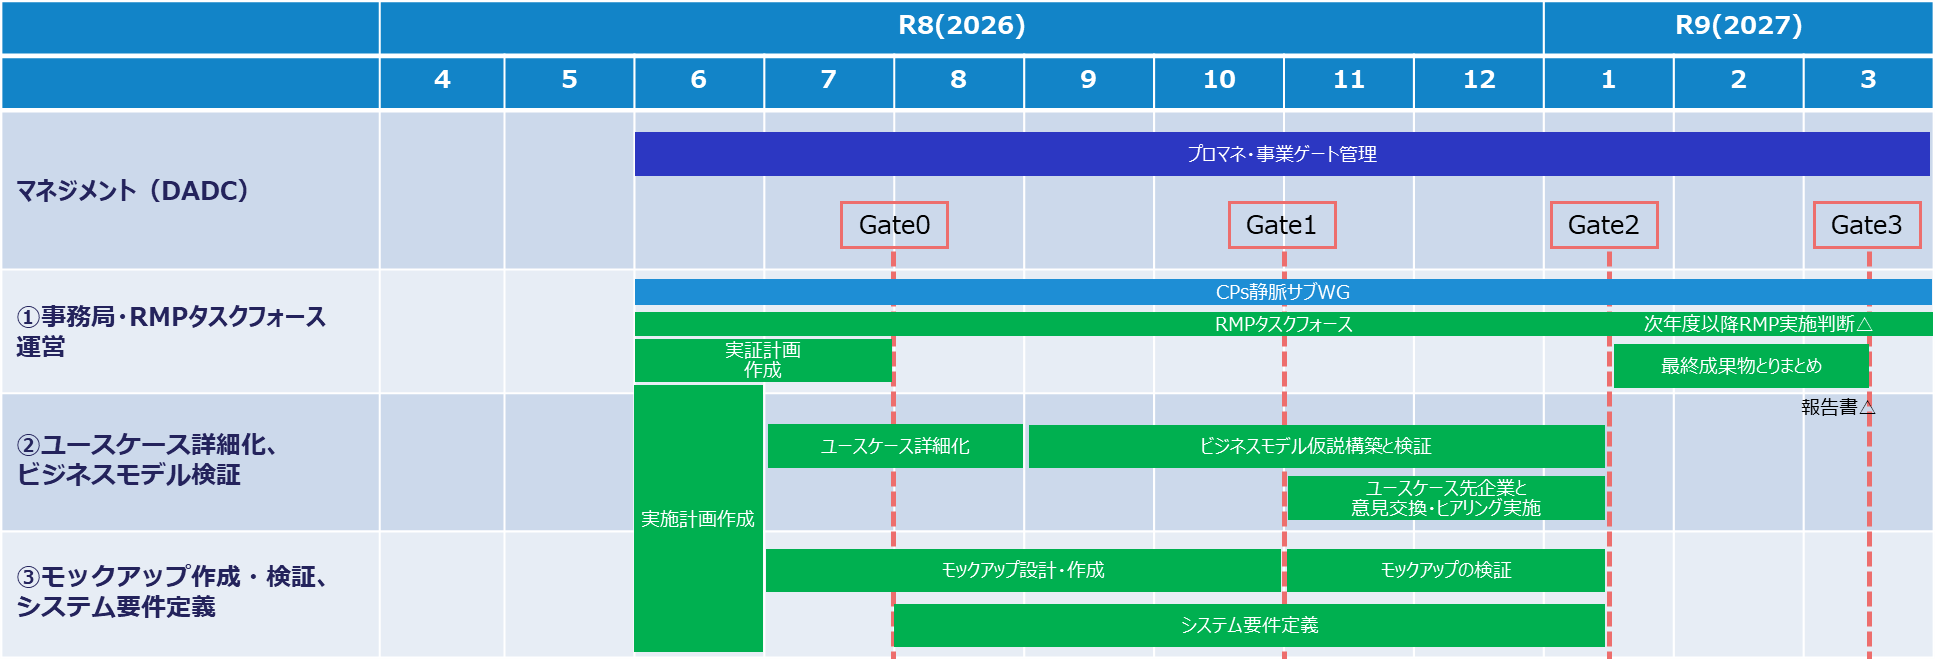 R8(2026)
R9(2027)
4
5
6
7
8
9
10
11
12
1
2
3
マネジメント（DADC）
プロマネ・事業ゲート管理
Gate0
Gate1
Gate2
Gate3
①事務局・RMPタスクフォース
運営
CPs静脈サブWG
RMPタスクフォース
次年度以降RMP実施判断△
実証計画
作成
最終成果物とりまとめ
報告書△
②ユースケース詳細化、
ビジネスモデル検証
実施計画作成
ユースケース詳細化
ビジネスモデル仮説構築と検証
ユースケース先企業と
意見交換・ヒアリング実施
③モックアップ作成・検証、
システム要件定義
モックアップ設計・作成
モックアップの検証
システム要件定義